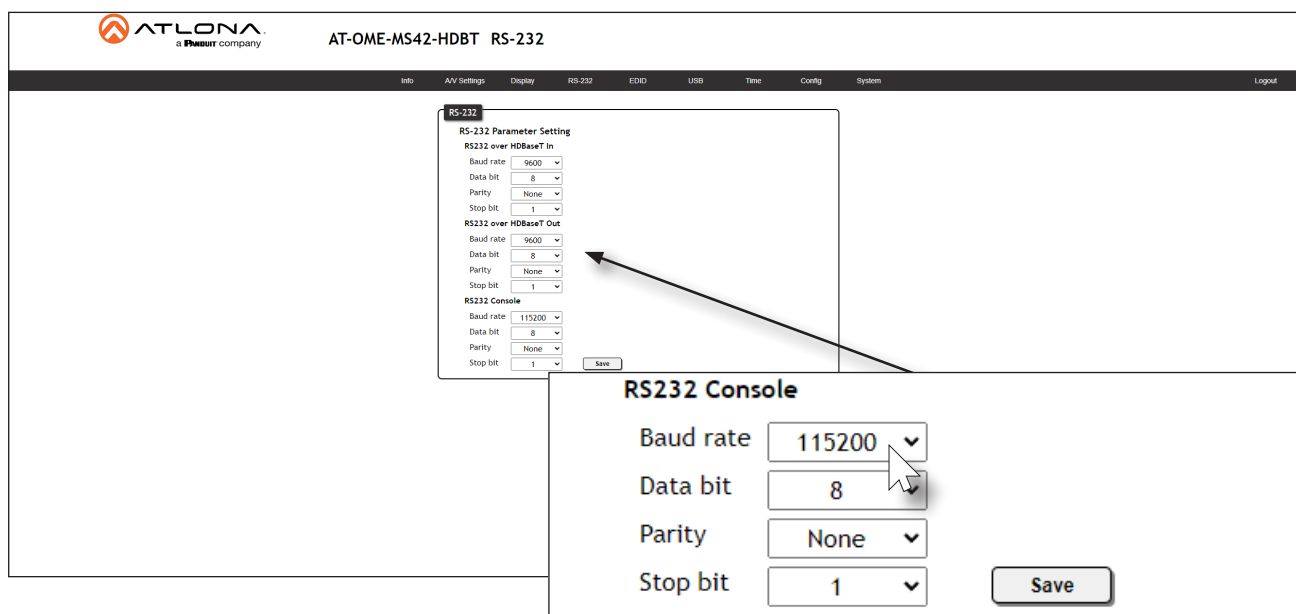 ATLONA.
a PANDUIT company
AT-OME-MS42-HDBT RS-232
Info A/V Settings Display RS-232 EDID USB Time Config System Logout
RS-232
RS-232 Parameter Setting
RS232 over HDBaseT In
Baud rate 9600
Data bit 8
Parity None
Stop bit 1
RS232 over HDBaseT Out
Baud rate 9600
Data bit 8
Parity None
Stop bit 1
RS232 Console
Baud rate 115200
Data bit 8
Parity None
Stop bit 1 Save
RS232 Console
Baud rate 115200
Data bit 8
Parity None
Stop bit 1 Save